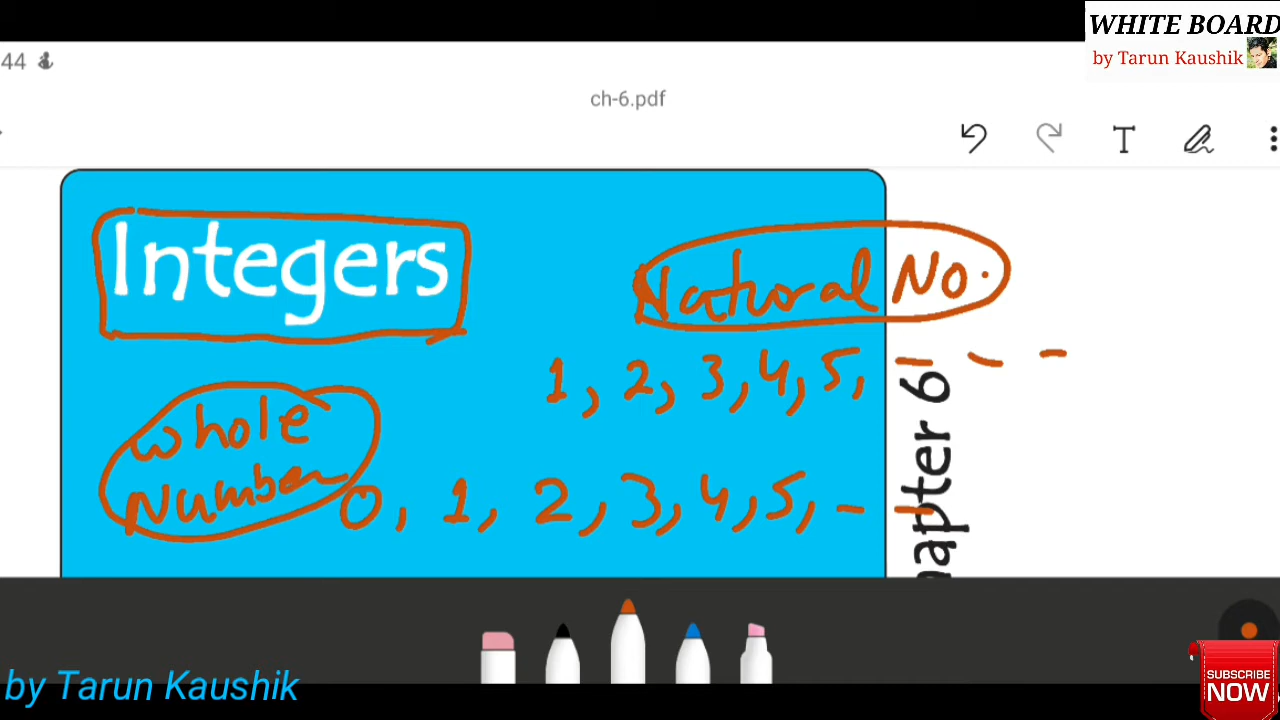 WHITE BOARD
by Tarun Kaushik
44
ch-6.pdf
T
Integers
Natural No.
1, 2, 3, 4, 5, - - -
Whole
Number
0, 1, 2, 3, 4, 5, - -
apter 6
by Tarun Kaushik
SUBSCRIBE
NOW